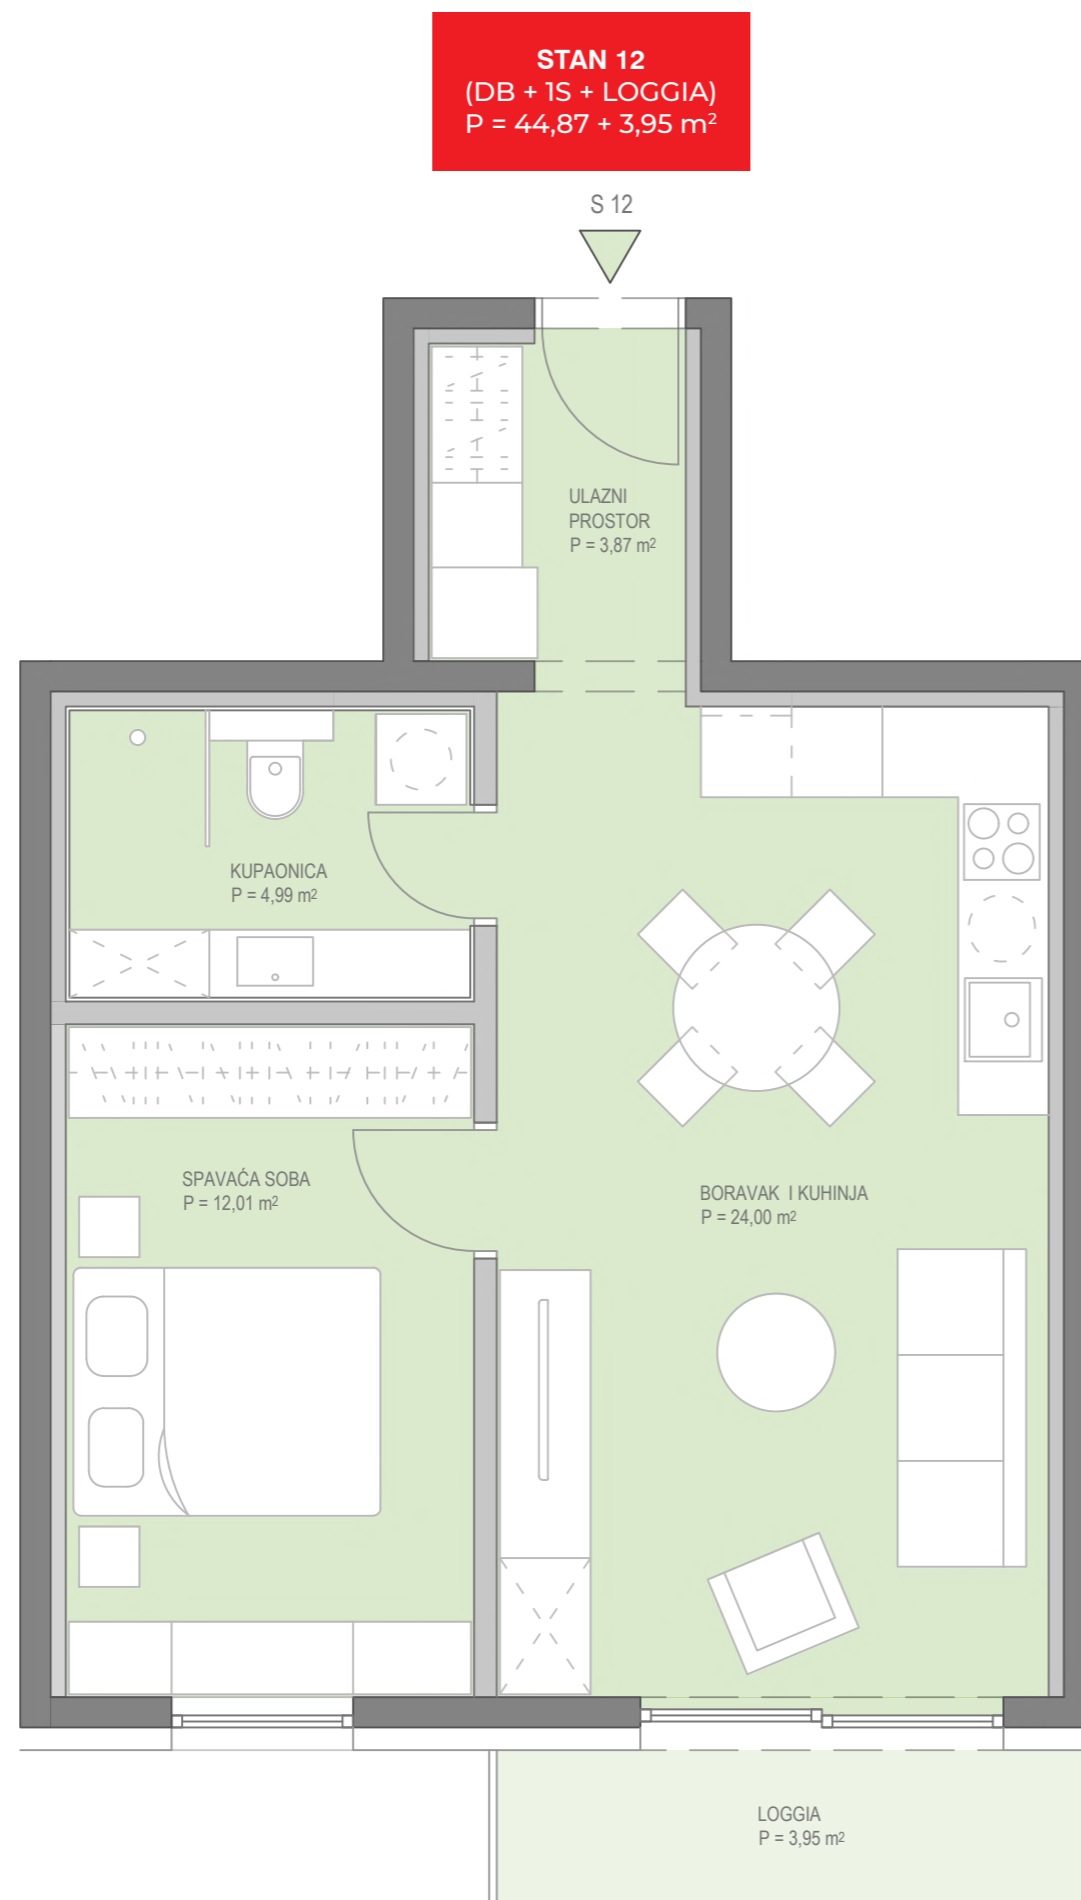 STAN 12
(DB + 1S + LOGGIA)
P = 44,87 + 3,95 m²
S 12
ULAZNI
PROSTOR
P = 3,87 m²
KUPAONICA
P = 4,99 m²
SPAVAĆA SOBA
P = 12,01 m²
BORAVAK I KUHINJA
P = 24,00 m²
LOGGIA
P = 3,95 m²